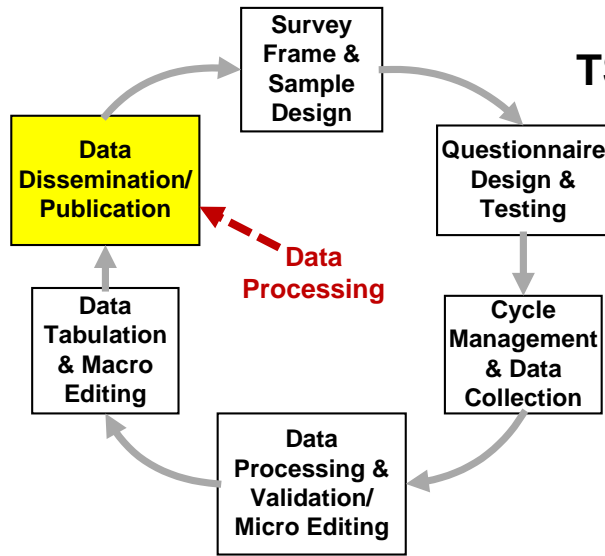 Survey
Frame &
Sample
Design
Questionnaire
Design &
Testing
Cycle
Management
& Data
Collection
Data
Processing &
Validation/
Micro Editing
Data
Tabulation
& Macro
Editing
Data
Dissemination/
Publication
Data
Processing